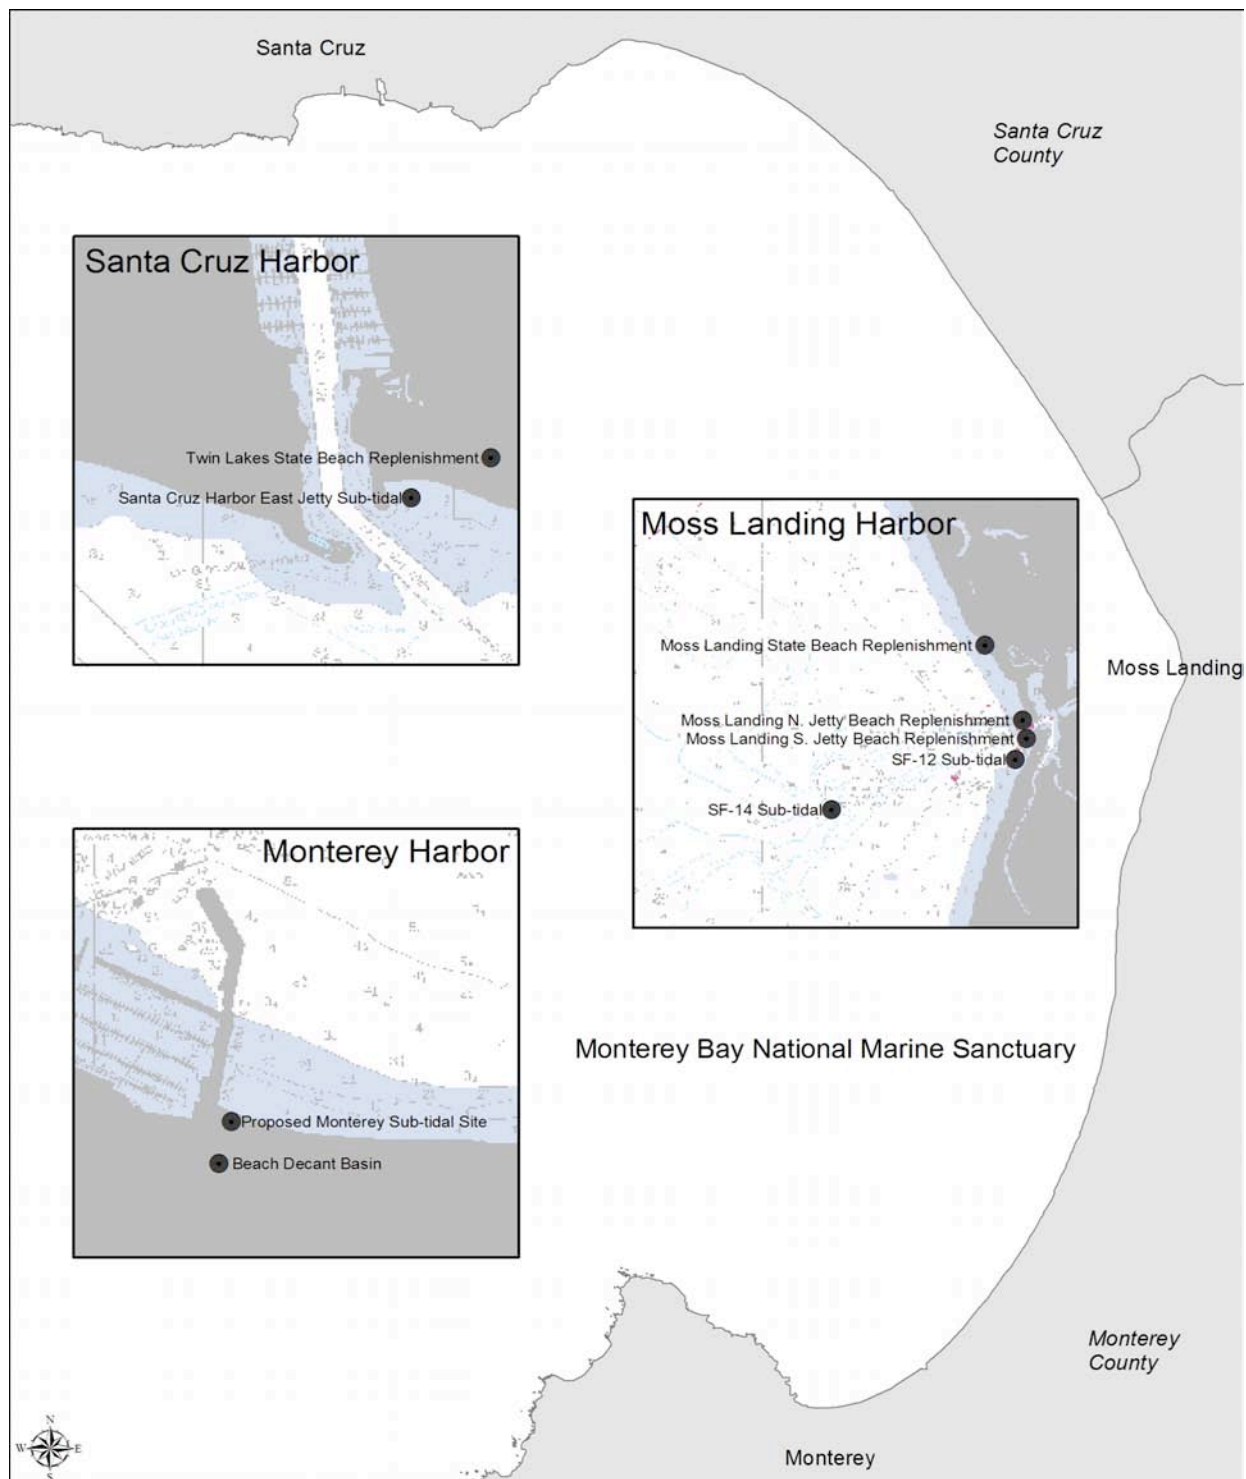 Santa Cruz
Santa Cruz
County
Santa Cruz Harbor
Twin Lakes State Beach Replenishment
Santa Cruz Harbor East Jetty Sub-tidal
Moss Landing Harbor
Moss Landing State Beach Replenishment
Moss Landing
Moss Landing N. Jetty Beach Replenishment
Moss Landing S. Jetty Beach Replenishment
SF-12 Sub-tidal
SF-14 Sub-tidal
Monterey Harbor
Monterey Bay National Marine Sanctuary
Proposed Monterey Sub-tidal Site
Beach Decant Basin
Monterey
County
N
W E
S
Monterey